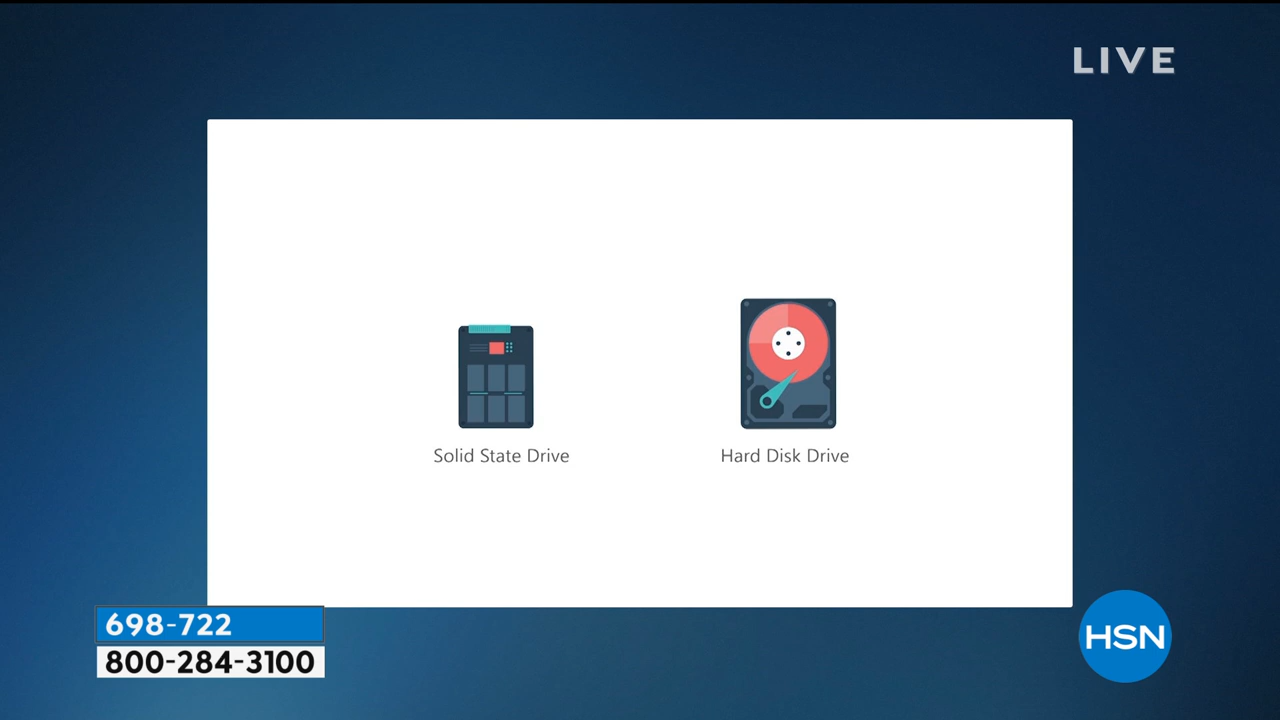 LIVE
Solid State Drive
Hard Disk Drive
698-722
800-284-3100
HSN